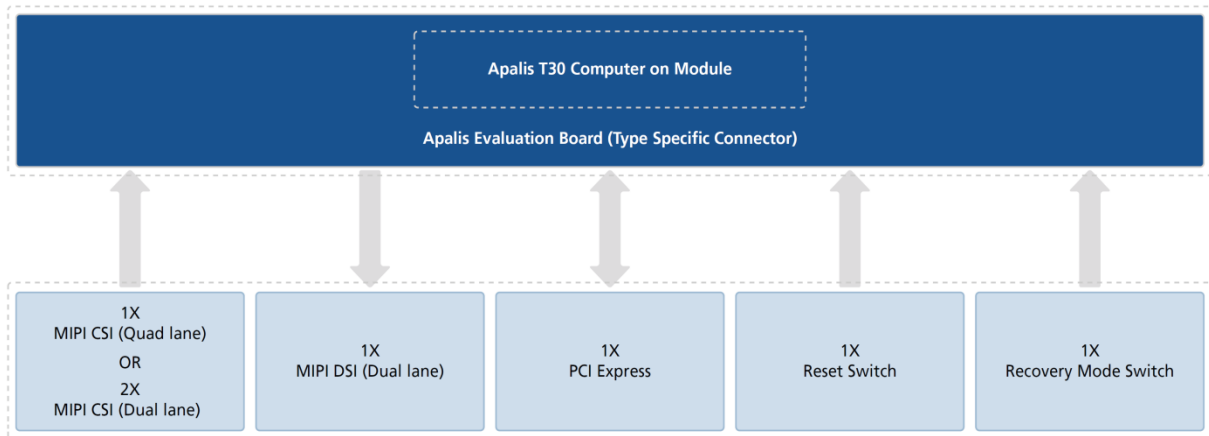 Apalis T30 Computer on Module
Apalis Evaluation Board (Type Specific Connector)
1X
MIPI CSI (Quad lane)
OR
2X
MIPI CSI (Dual lane)
1X
MIPI DSI (Dual lane)
1X
PCI Express
1X
Reset Switch
1X
Recovery Mode Switch